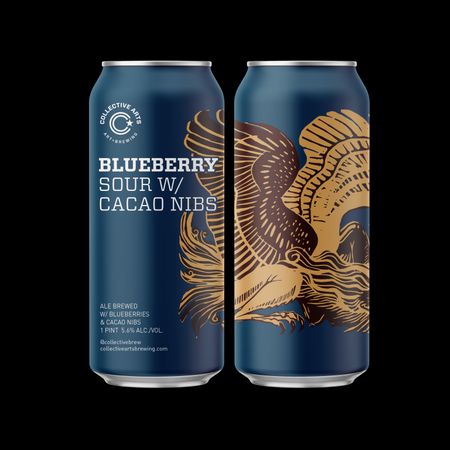 COLLECTIVE ARTS
ART + BREWING
BLUEBERRY
SOUR W/
CACAO NIBS
ALE BREWED
W/ BLUEBERRIES
& CACAO NIBS
1 PINT 5.6% ALC./VOL.
@collectivebrew
collectiveartsbrewing.com